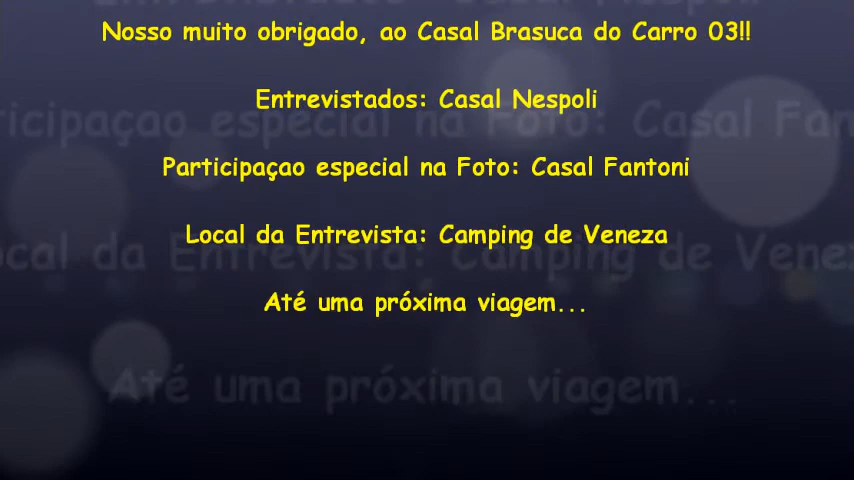 Nosso muito obrigado, ao Casal Brasuca do Carro 03!!
Entrevistados: Casal Nespoli
Participaçao especial na Foto: Casal Fantoni
Local da Entrevista: Camping de Veneza
Até uma próxima viagem...